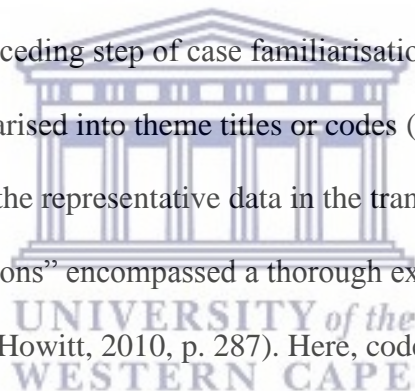 ceding step of case familiarisatio
arised into theme titles or codes (
the representative data in the tran
ons” encompassed a thorough ex
UNIVERSITY of the
Howitt, 2010, p. 287). Here, code
WESTERN CAPE